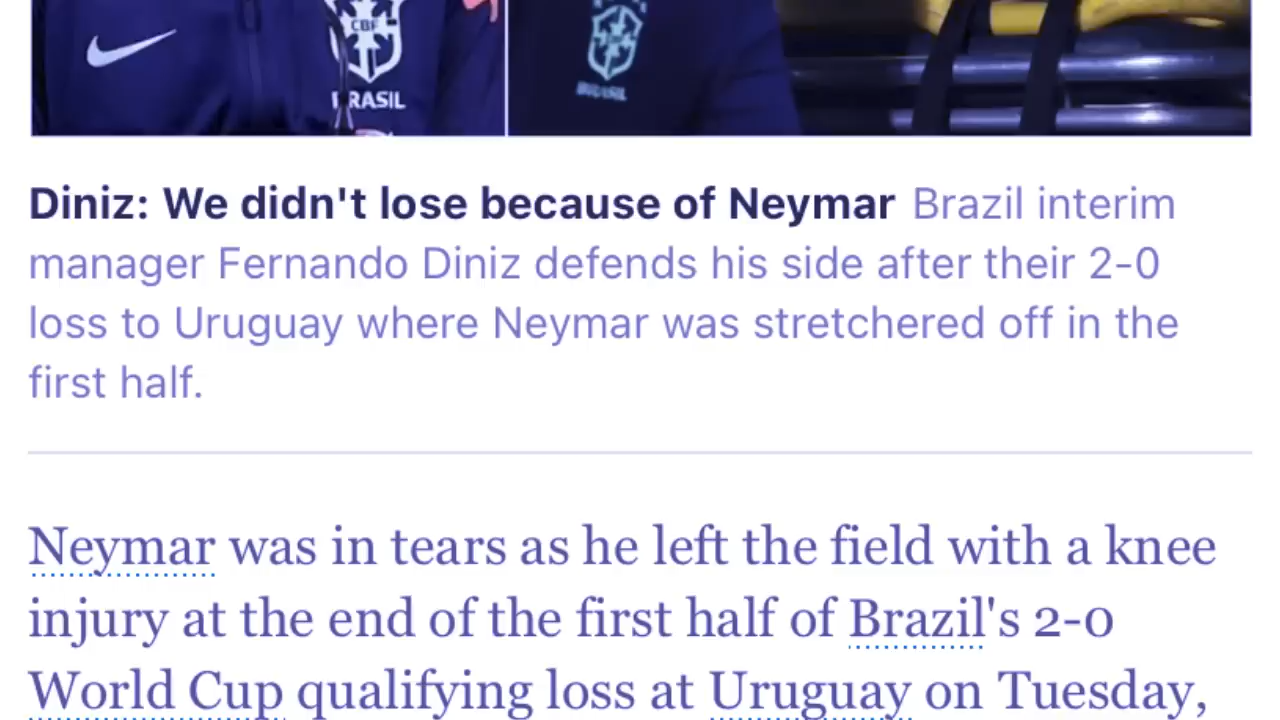 CBF
BRASIL
BRASIL
Diniz: We didn't lose because of Neymar Brazil interim
manager Fernando Diniz defends his side after their 2-0
loss to Uruguay where Neymar was stretchered off in the
first half.
Neymar was in tears as he left the field with a knee
injury at the end of the first half of Brazil's 2-0
World Cup qualifying loss at Uruguay on Tuesday,